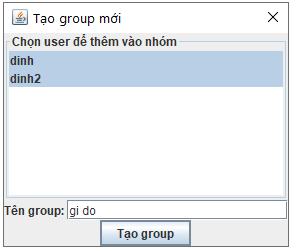 Tạo group mới
Chọn user để thêm vào nhóm
dinh
dinh2
Tên group: gi do
Tạo group